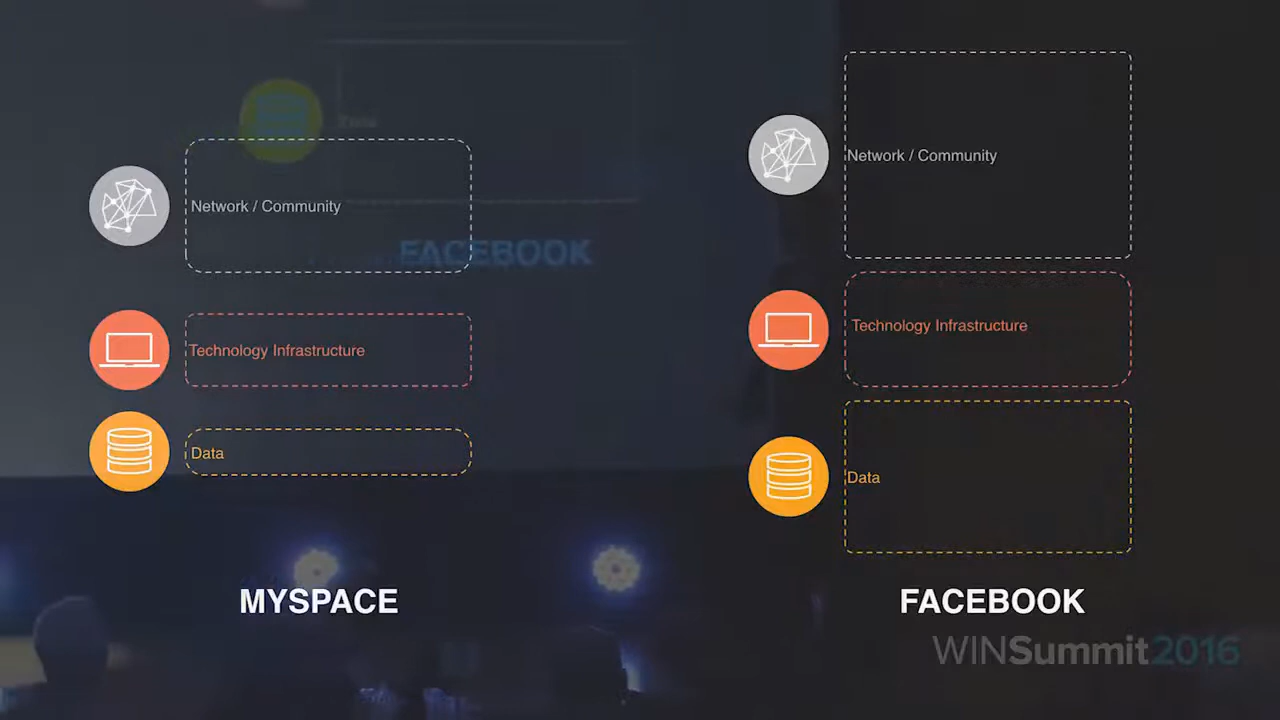 Network / Community
Technology Infrastructure
Data
MYSPACE
Network / Community
Technology Infrastructure
Data
FACEBOOK
FACEBOOK
WINSummit2016